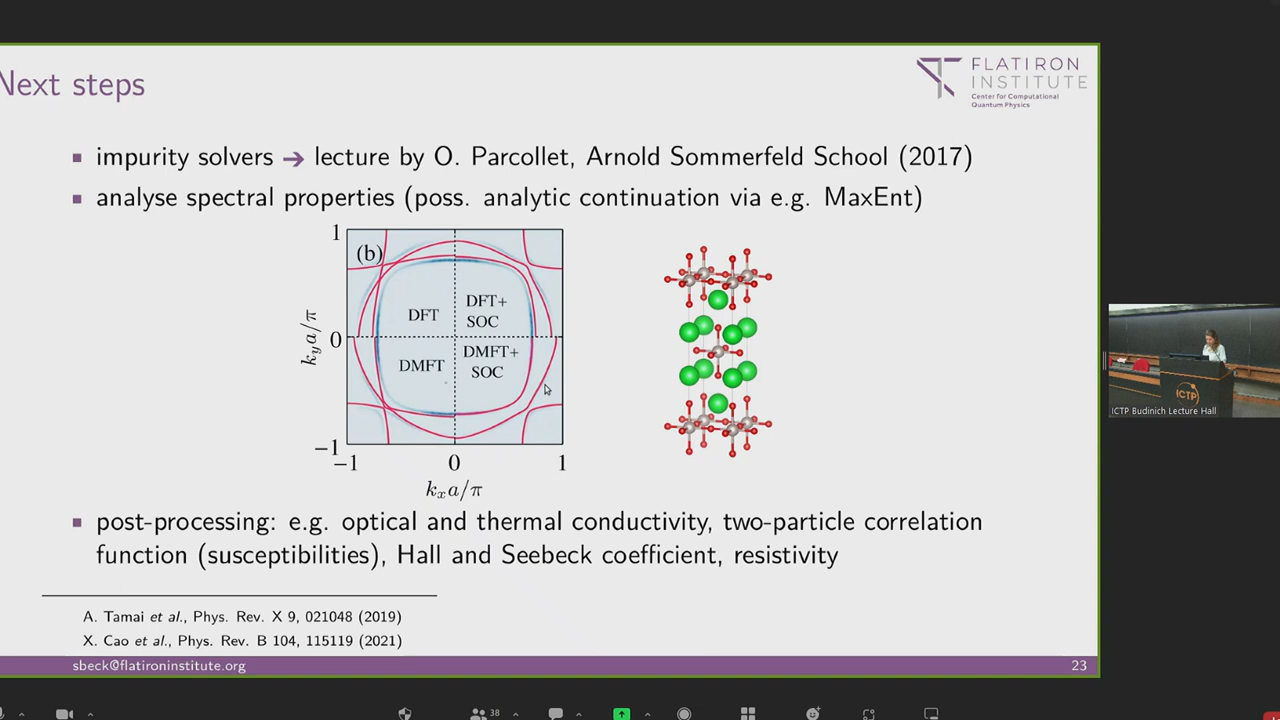 Next steps
FLATIRON
INSTITUTE
Center for Computational
Quantum Physics
impurity solvers ➔ lecture by O. Parcollet, Arnold Sommerfeld School (2017)
analyse spectral properties (poss. analytic continuation via e.g. MaxEnt)
1
(b)
DFT
DFT+
SOC
k_y a/π
0
DMFT
DMFT+
SOC
−1
−1
0
1
k_x a/π
post-processing: e.g. optical and thermal conductivity, two-particle correlation
function (susceptibilities), Hall and Seebeck coefficient, resistivity
A. Tamai et al., Phys. Rev. X 9, 021048 (2019)
X. Cao et al., Phys. Rev. B 104, 115119 (2021)
sbeck@flatironinstitute.org
23
ICTP
ICTP Budinich Lecture Hall
38